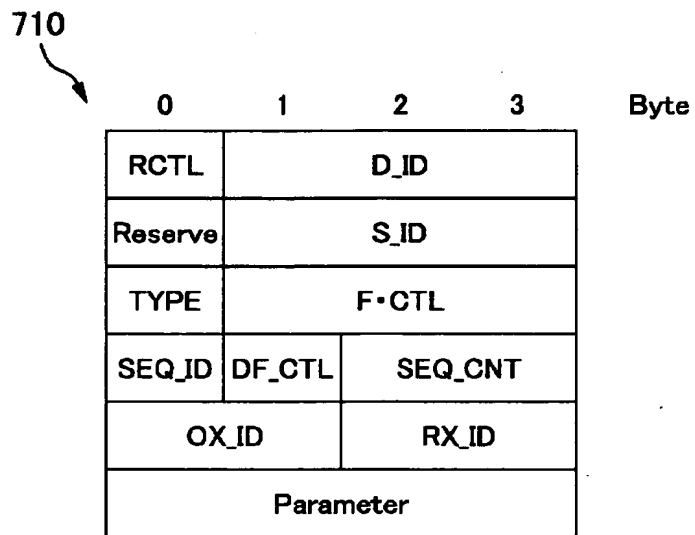 710
0 1 2 3 Byte
RCTL D_ID
Reserve S_ID
TYPE F・CTL
SEQ_ID DF_CTL SEQ_CNT
OX_ID RX_ID
Parameter